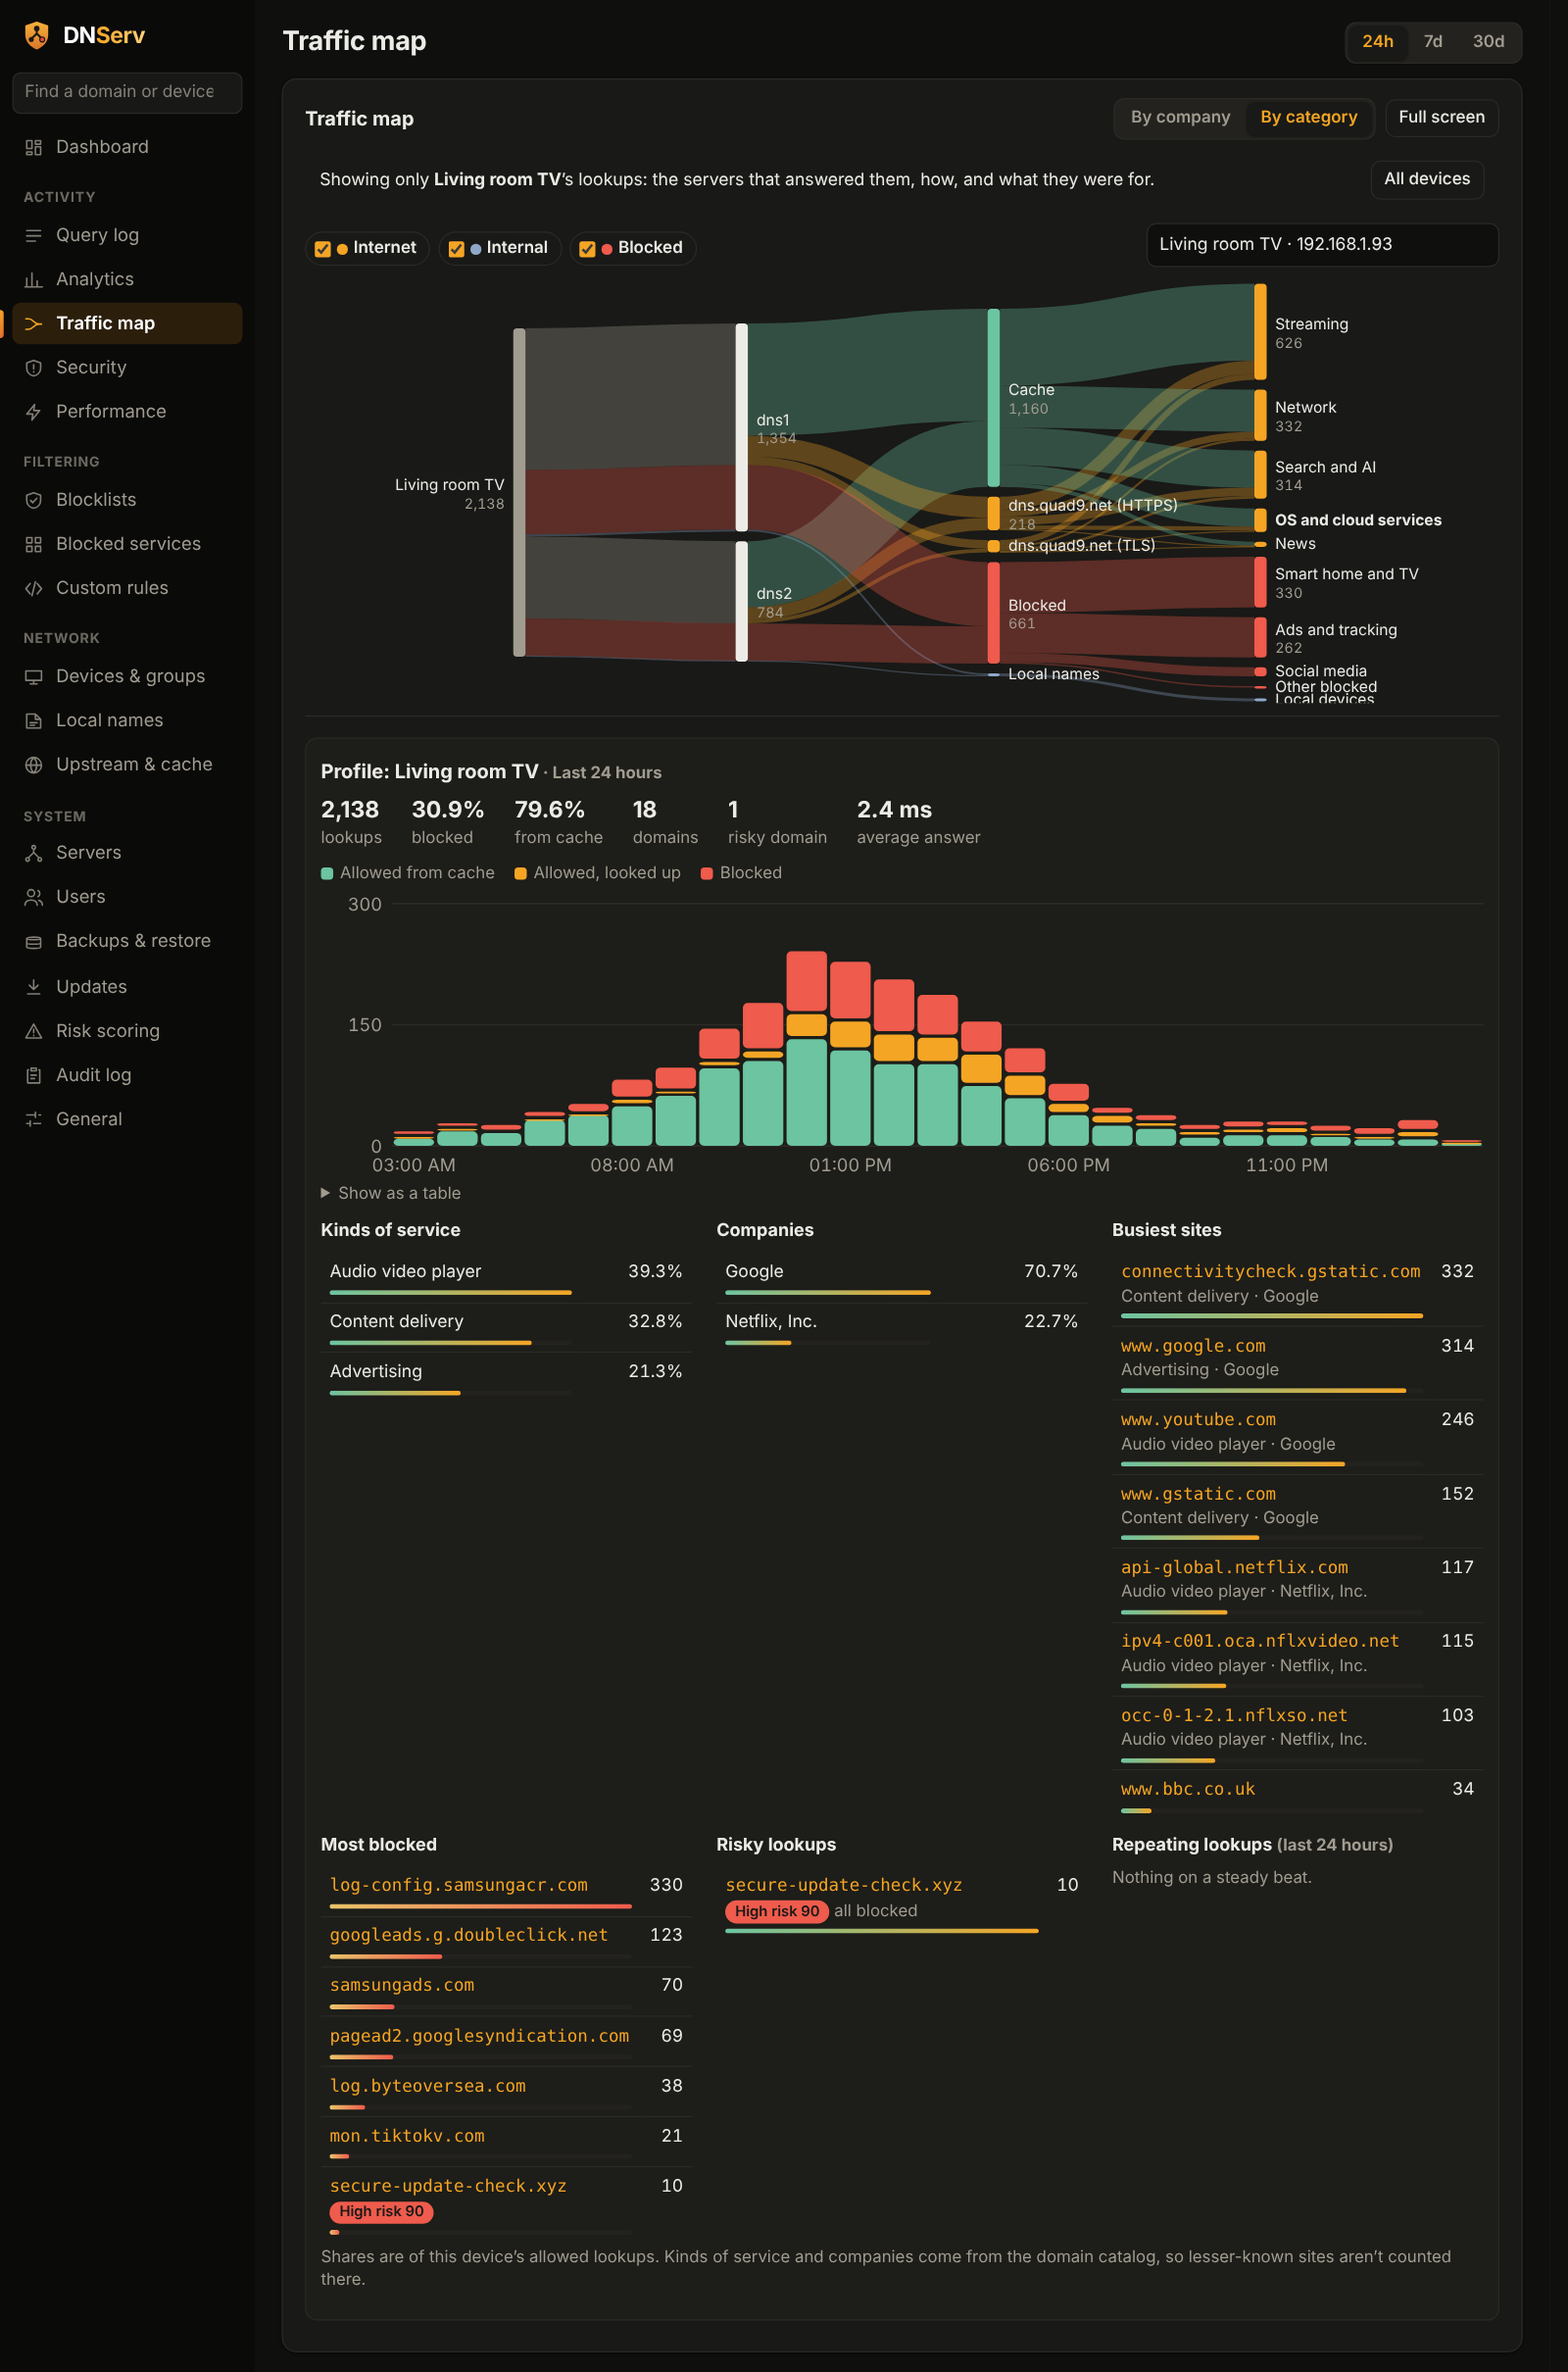 DNServ
Find a domain or device
Dashboard
ACTIVITY
Query log
Analytics
Traffic map
Security
Performance
FILTERING
Blocklists
Blocked services
Custom rules
NETWORK
Devices & groups
Local names
Upstream & cache
SYSTEM
Servers
Users
Backups & restore
Updates
Risk scoring
Audit log
General
Traffic map
24h 7d 30d
Traffic map
By company By category Full screen
Showing only Living room TV’s lookups: the servers that answered them, how, and what they were for.
All devices
Internet Internal Blocked
Living room TV · 192.168.1.93
Living room TV
2,138
dns1
1,354
dns2
784
Cache
1,160
dns.quad9.net (HTTPS)
218
dns.quad9.net (TLS)
Blocked
661
Local names
Streaming
626
Network
332
Search and AI
314
OS and cloud services
News
Smart home and TV
330
Ads and tracking
262
Social media
Other blocked
Local devices
Profile: Living room TV · Last 24 hours
2,138 30.9% 79.6% 18 1 2.4 ms
lookups blocked from cache domains risky domain average answer
Allowed from cache Allowed, looked up Blocked
300
150
0
03:00 AM 08:00 AM 01:00 PM 06:00 PM 11:00 PM
Show as a table
Kinds of service
Audio video player 39.3%
Content delivery 32.8%
Advertising 21.3%
Companies
Google 70.7%
Netflix, Inc. 22.7%
Busiest sites
connectivitycheck.gstatic.com 332
Content delivery · Google
www.google.com 314
Advertising · Google
www.youtube.com 246
Audio video player · Google
www.gstatic.com 152
Content delivery · Google
api-global.netflix.com 117
Audio video player · Netflix, Inc.
ipv4-c001.oca.nflxvideo.net 115
Audio video player · Netflix, Inc.
occ-0-1-2.1.nflxso.net 103
Audio video player · Netflix, Inc.
www.bbc.co.uk 34
Most blocked
log-config.samsungacr.com 330
googleads.g.doubleclick.net 123
samsungads.com 70
pagead2.googlesyndication.com 69
log.byteoversea.com 38
mon.tiktokv.com 21
secure-update-check.xyz 10
High risk 90
Risky lookups
secure-update-check.xyz 10
High risk 90 all blocked
Repeating lookups (last 24 hours)
Nothing on a steady beat.
Shares are of this device’s allowed lookups. Kinds of service and companies come from the domain catalog, so lesser-known sites aren’t counted
there.